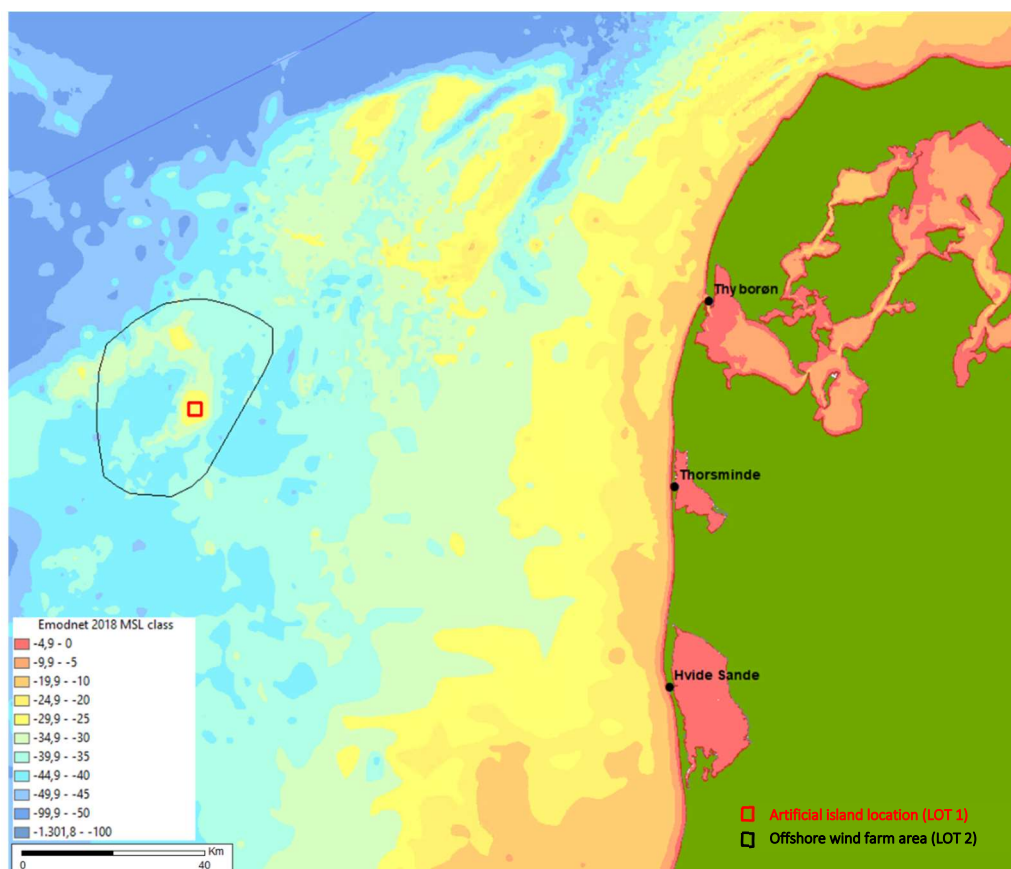 Thyborøn
Thorsminde
Hvide Sande
Emodnet 2018 MSL class
-4,9 - 0
-9,9 - -5
-19,9 - -10
-24,9 - -20
-29,9 - -25
-34,9 - -30
-39,9 - -35
-44,9 - -40
-49,9 - -45
-99,9 - -50
-1.301,8 - -100
Km
0 40
Artificial island location (LOT 1)
Offshore wind farm area (LOT 2)